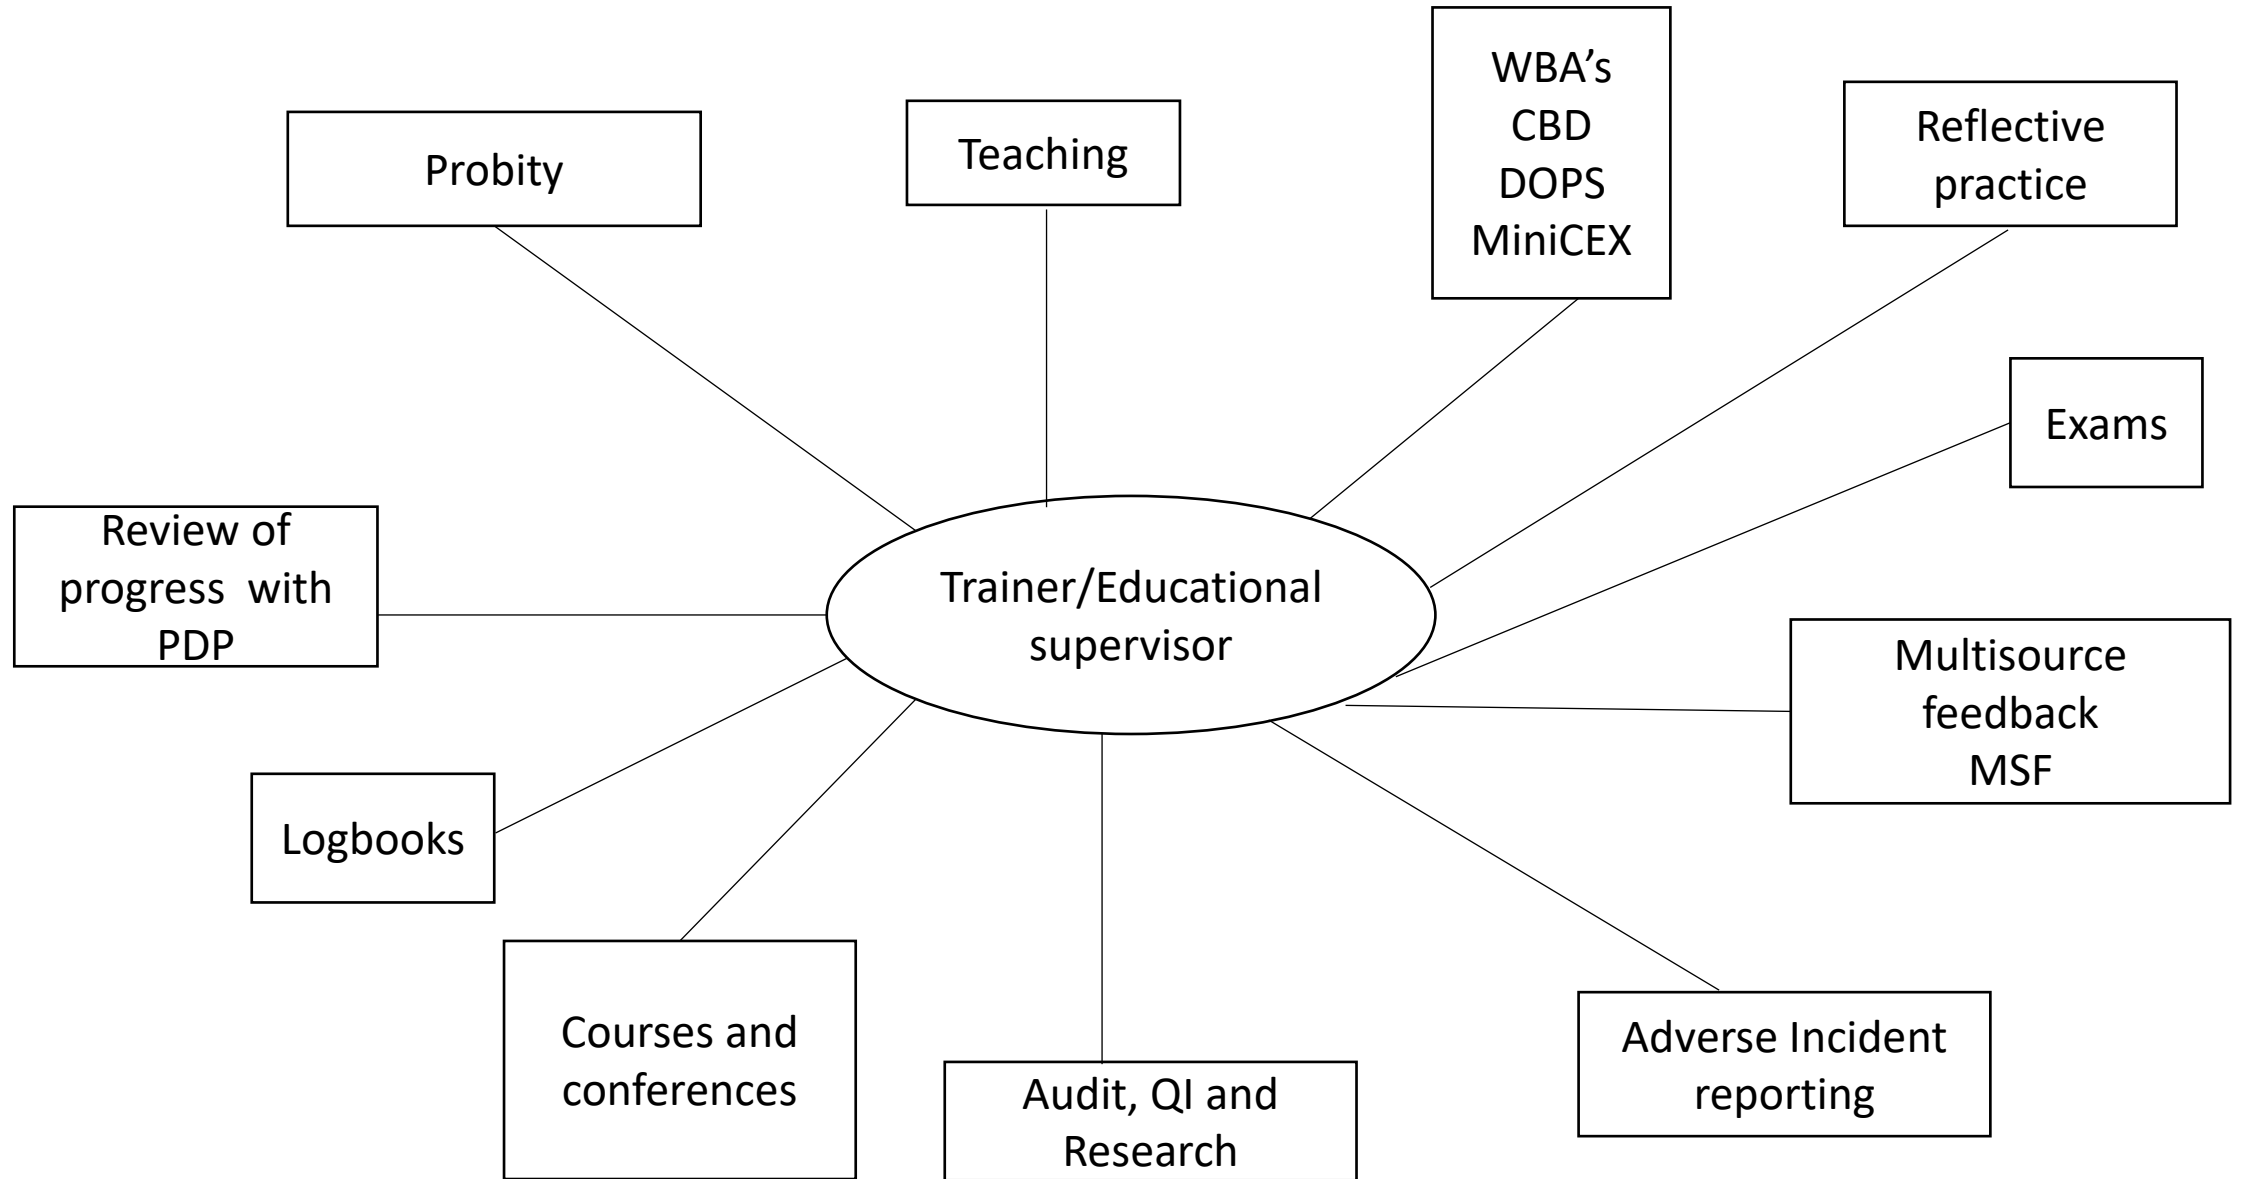 Probity
Teaching
WBA’s
CBD
DOPS
MiniCEX
Reflective
practice
Exams
Review of
progress  with
PDP
Trainer/Educational
supervisor
Multisource
feedback
MSF
Logbooks
Courses and
conferences
Audit, QI and
Research
Adverse Incident
reporting